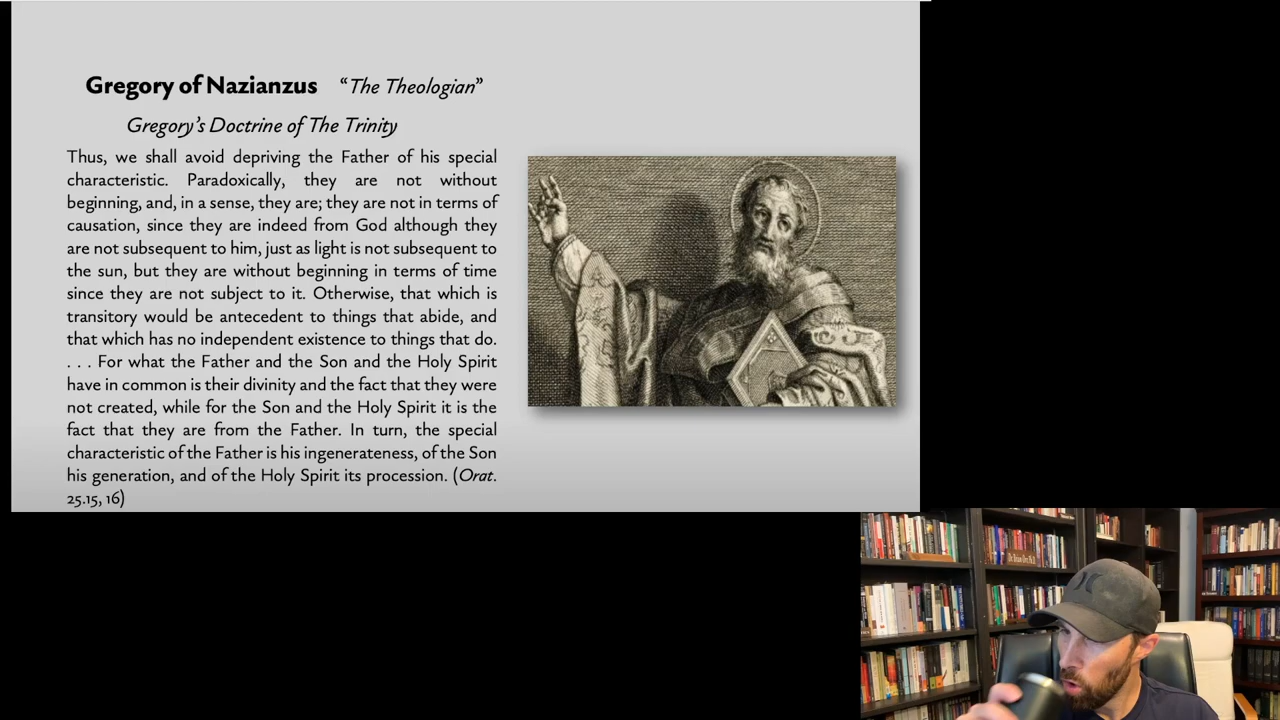 Gregory of Nazianzus “The Theologian”
Gregory’s Doctrine of The Trinity
Thus, we shall avoid depriving the Father of his special
characteristic. Paradoxically, they are not without
beginning, and, in a sense, they are; they are not in terms of
causation, since they are indeed from God although they
are not subsequent to him, just as light is not subsequent to
the sun, but they are without beginning in terms of time
since they are not subject to it. Otherwise, that which is
transitory would be antecedent to things that abide, and
that which has no independent existence to things that do.
. . . For what the Father and the Son and the Holy Spirit
have in common is their divinity and the fact that they were
not created, while for the Son and the Holy Spirit it is the
fact that they are from the Father. In turn, the special
characteristic of the Father is his ingenerateness, of the Son
his generation, and of the Holy Spirit its procession. (Orat.
25.15, 16)